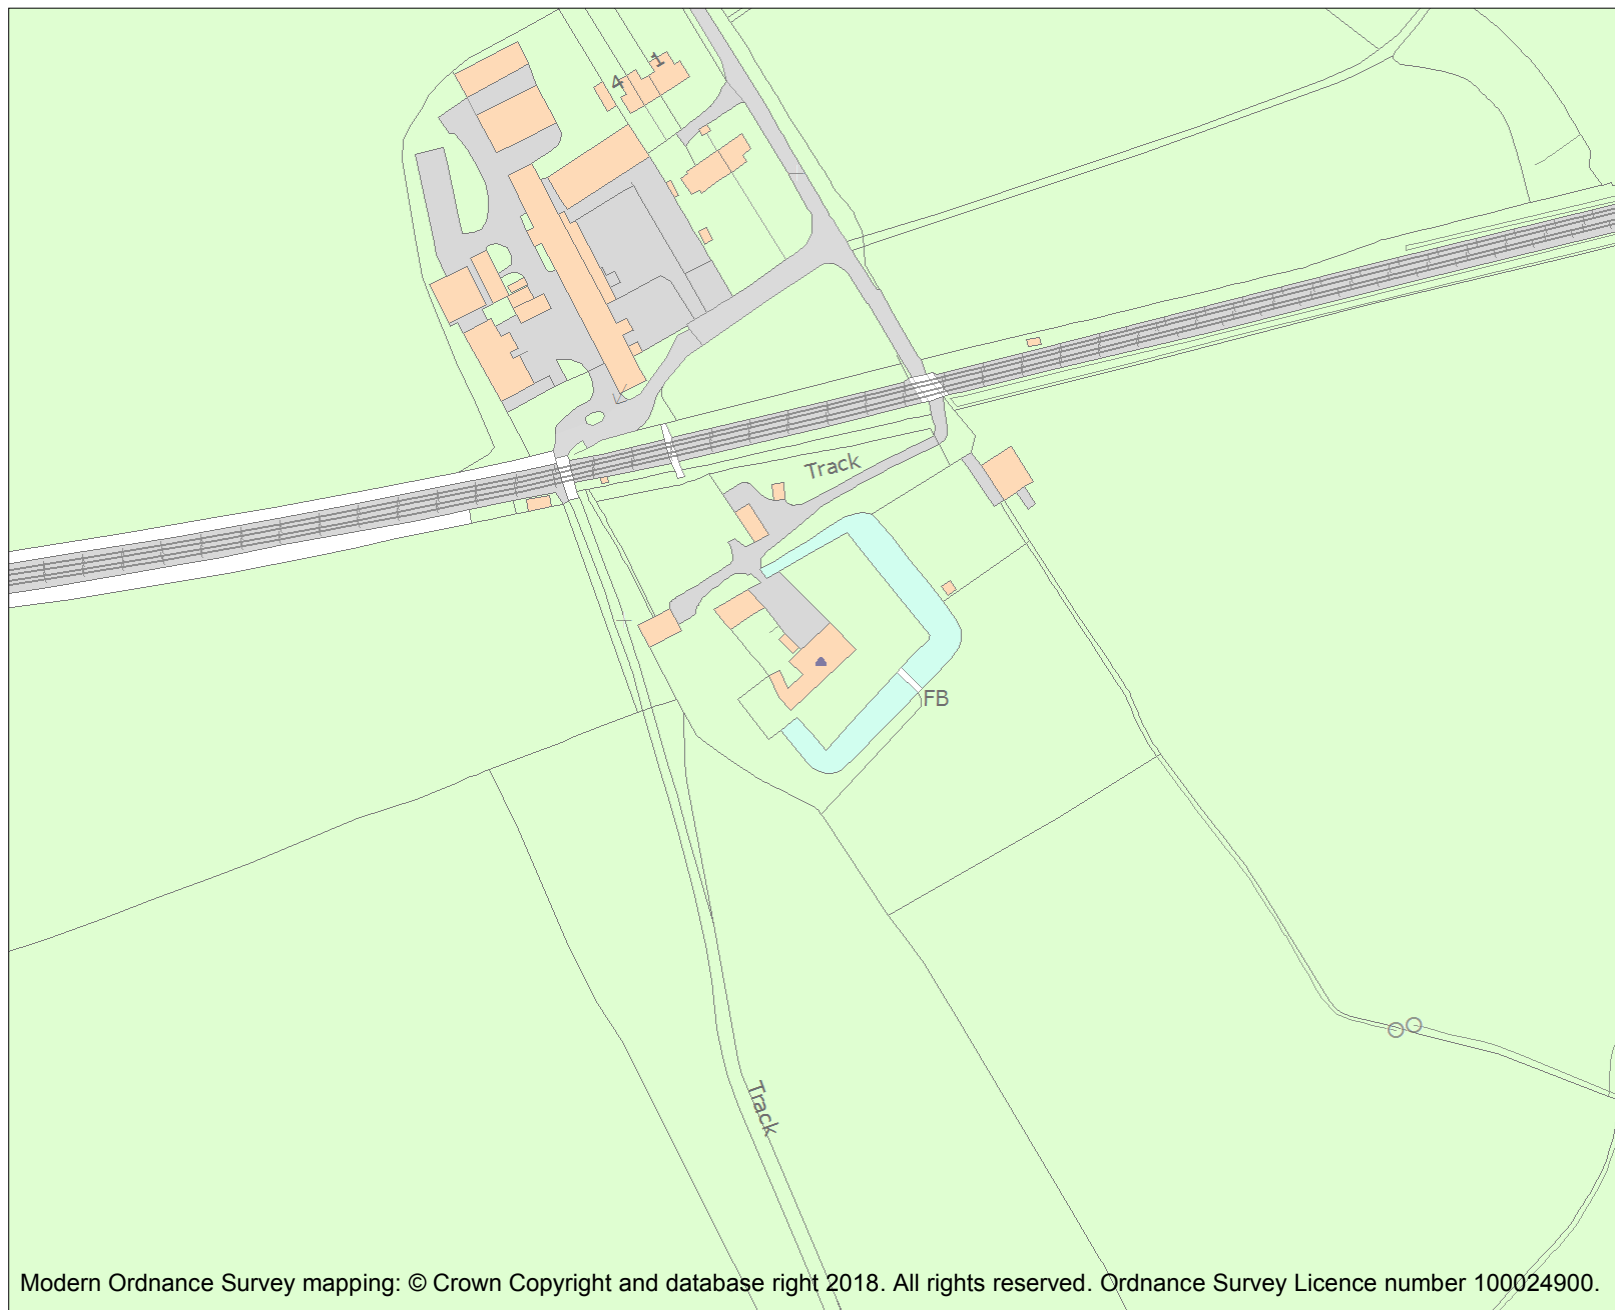 1
4
Track
FB
Track
Modern Ordnance Survey mapping: © Crown Copyright and database right 2018. All rights reserved. Ordnance Survey Licence number 100024900.